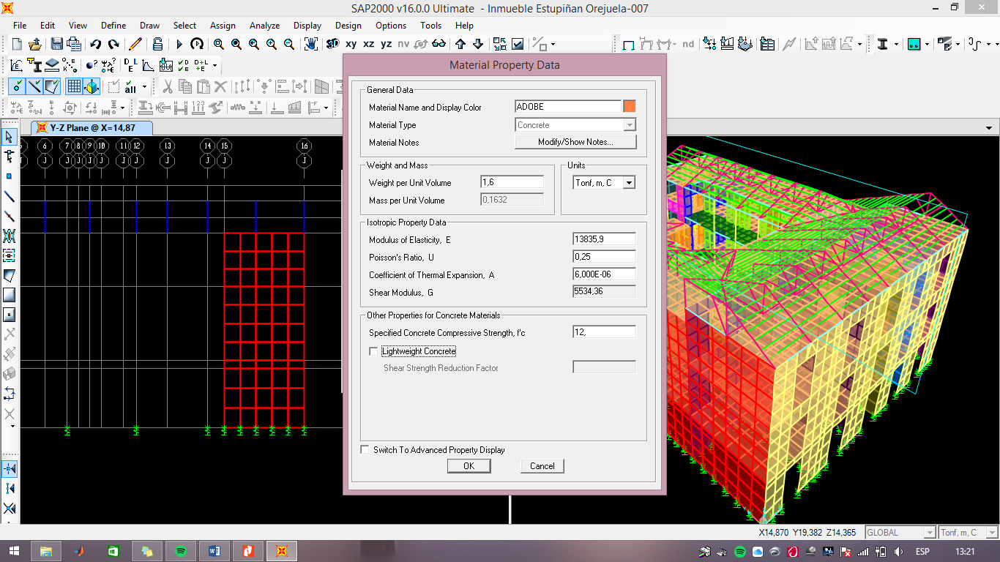 SAP2000 v16.0.0 Ultimate - Inmueble Estupiñan Orejuela-007
File Edit View Define Draw Select Assign Analyze Display Design Options Tools Help
3D xy xz yz nv
nd
all
Y-Z Plane @ X=14,87
6 7 8 9 10 11 12 13 14 15 16
J J J J J J J J J
Material Property Data
General Data
Material Name and Display Color ADOBE
Material Type Concrete
Material Notes Modify/Show Notes...
Weight and Mass
Weight per Unit Volume 1,6
Mass per Unit Volume 0,1632
Units
Tonf, m, C
Isotropic Property Data
Modulus of Elasticity, E 13835,9
Poisson's Ratio, U 0,25
Coefficient of Thermal Expansion, A 6,000E-06
Shear Modulus, G 5534,36
Other Properties for Concrete Materials
Specified Concrete Compressive Strength, f'c 12,
Lightweight Concrete
Shear Strength Reduction Factor
Switch To Advanced Property Display
OK Cancel
X14,870 Y19,382 Z14,365 GLOBAL Tonf, m, C
ESP 13:21